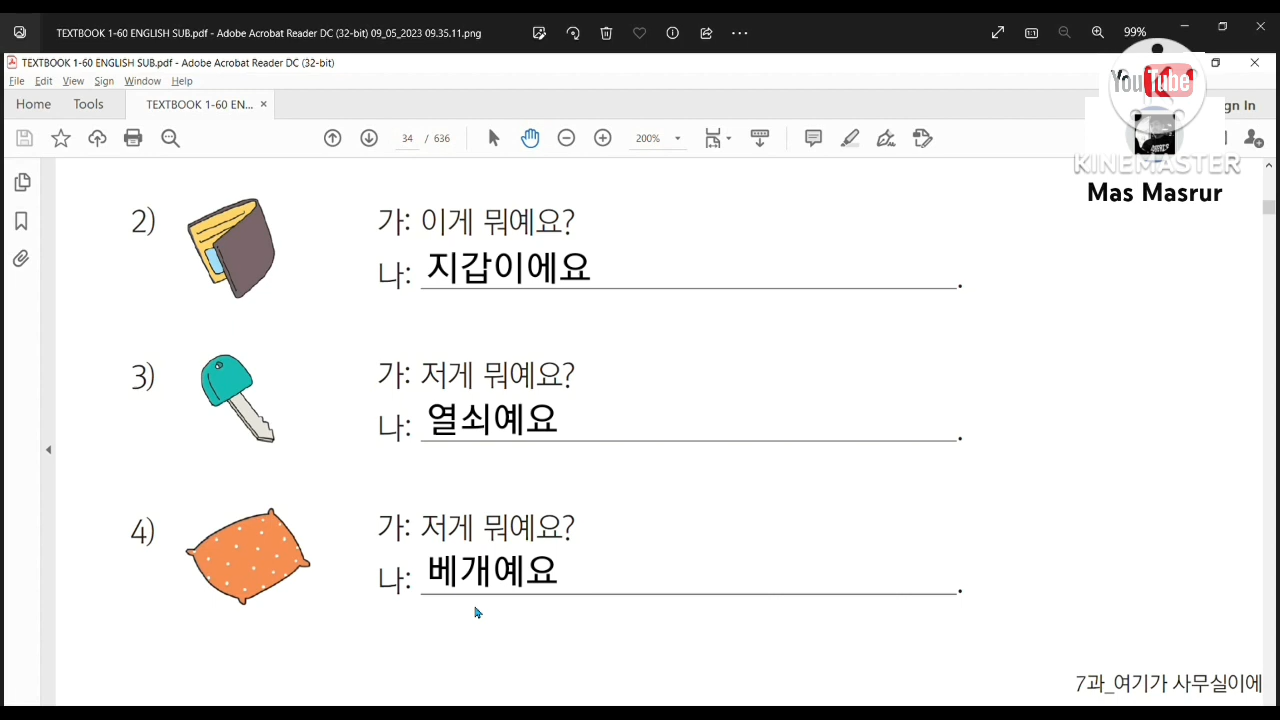 TEXTBOOK 1-60 ENGLISH SUB.pdf - Adobe Acrobat Reader DC (32-bit) 09_05_2023 09.35.11.png
99%
TEXTBOOK 1-60 ENGLISH SUB.pdf - Adobe Acrobat Reader DC (32-bit)
File Edit View Sign Window Help
Home Tools TEXTBOOK 1-60 EN... ×
gn In
34 / 636
200%
YouTube
KINEMASTER
Mas Masrur
2)
가: 이게 뭐예요?
나: 지갑이에요.
3)
가: 저게 뭐예요?
나: 열쇠예요.
4)
가: 저게 뭐예요?
나: 베개예요.
7과_여기가 사무실이에